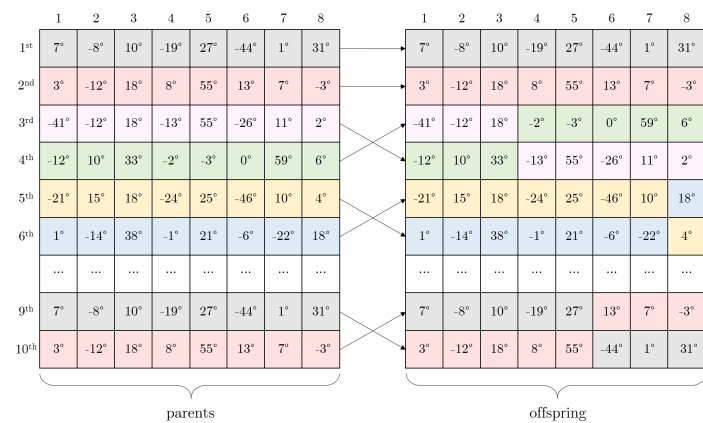 1 2 3 4 5 6 7 8 1 2 3 4 5 6 7 8
1st 7° -8° 10° -19° 27° -44° 1° 31° 7° -8° 10° -19° 27° -44° 1° 31°
2nd 3° -12° 18° 8° 55° 13° 7° -3° 3° -12° 18° 8° 55° 13° 7° -3°
3rd -41° -12° 18° -13° 55° -26° 11° 2° -41° -12° 18° -2° -3° 0° 59° 6°
4th -12° 10° 33° -2° -3° 0° 59° 6° -12° 10° 33° -13° 55° -26° 11° 2°
5th -21° 15° 18° -24° 25° -46° 10° 4° -21° 15° 18° -24° 25° -46° 10° 18°
6th 1° -14° 38° -1° 21° -6° -22° 18° 1° -14° 38° -1° 21° -6° -22° 4°
... ... ... ... ... ... ... ... ... ... ... ... ... ... ... ...
9th 7° -8° 10° -19° 27° -44° 1° 31° 7° -8° 10° -19° 27° 13° 7° -3°
10th 3° -12° 18° 8° 55° 13° 7° -3° 3° -12° 18° 8° 55° -44° 1° 31°
parents offspring